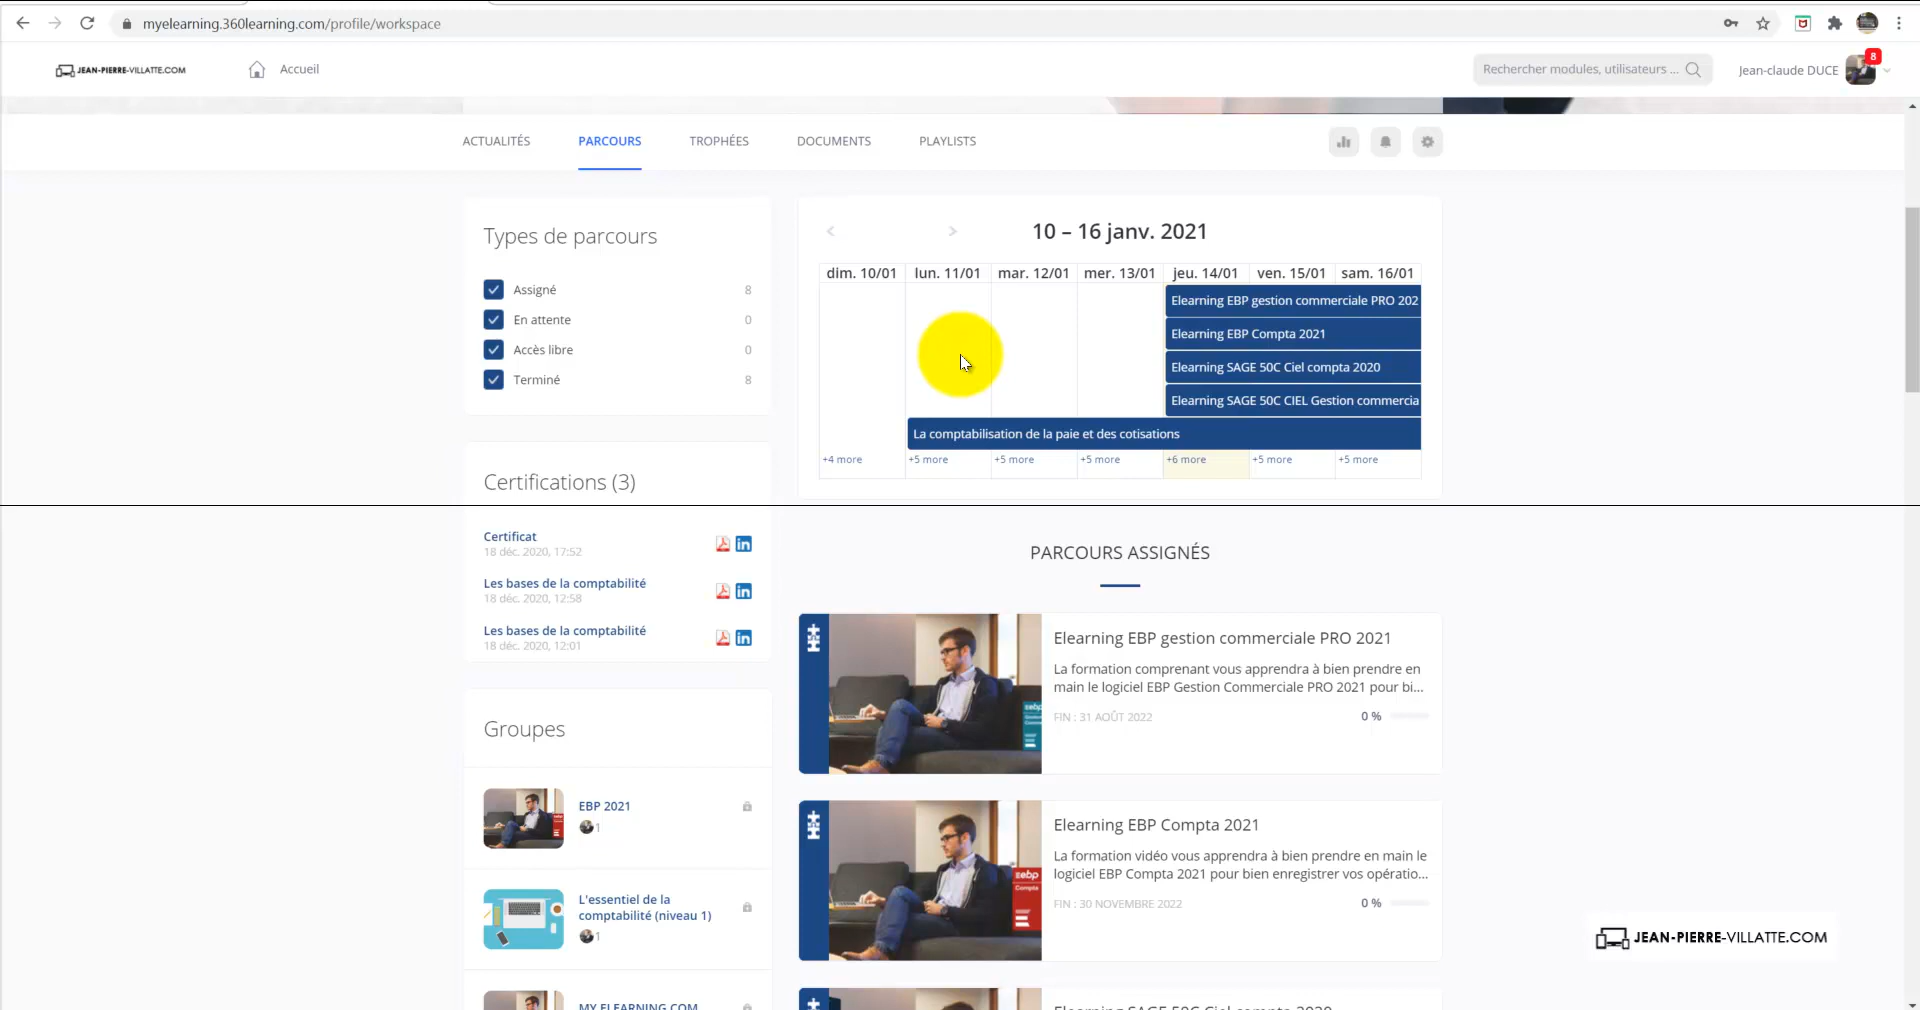 myelearning.360learning.com/profile/workspace
JEAN-PIERRE-VILLATTE.COM
Accueil
Rechercher modules, utilisateurs ...
Jean-claude DUCE
8
ACTUALITÉS
PARCOURS
TROPHÉES
DOCUMENTS
PLAYLISTS
Types de parcours
Assigné 8
En attente 0
Accès libre 0
Terminé 8
Certifications (3)
Certificat
18 déc. 2020, 17:52
Les bases de la comptabilité
18 déc. 2020, 12:58
Les bases de la comptabilité
18 déc. 2020, 12:01
Groupes
EBP 2021
1
L'essentiel de la
comptabilité (niveau 1)
1
MY ELEARNING COM
10 – 16 janv. 2021
dim. 10/01 lun. 11/01 mar. 12/01 mer. 13/01 jeu. 14/01 ven. 15/01 sam. 16/01
Elearning EBP gestion commerciale PRO 202
Elearning EBP Compta 2021
Elearning SAGE 50C Ciel compta 2020
Elearning SAGE 50C CIEL Gestion commercia
La comptabilisation de la paie et des cotisations
+4 more +5 more +5 more +5 more +6 more +5 more +5 more
PARCOURS ASSIGNÉS
Elearning EBP gestion commerciale PRO 2021
La formation comprenant vous apprendra à bien prendre en
main le logiciel EBP Gestion Commerciale PRO 2021 pour bi...
FIN : 31 AOÛT 2022
0 %
Elearning EBP Compta 2021
La formation vidéo vous apprendra à bien prendre en main le
logiciel EBP Compta 2021 pour bien enregistrer vos opératio...
FIN : 30 NOVEMBRE 2022
0 %
Elearning SAGE 50C Ciel compta 2020
JEAN-PIERRE-VILLATTE.COM